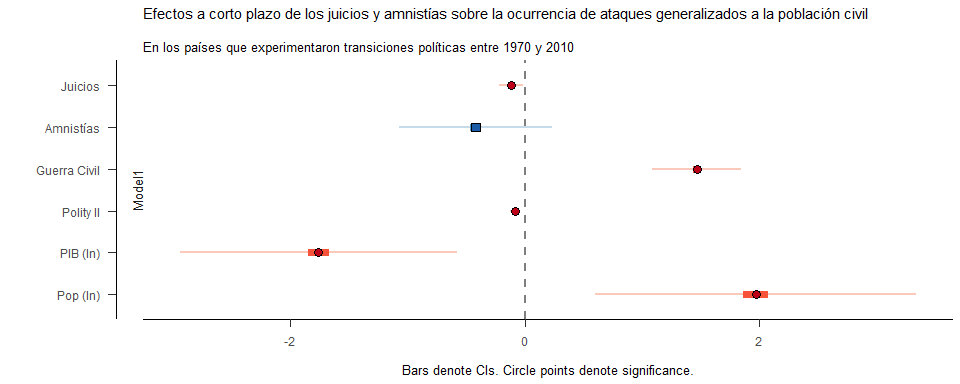 Efectos a corto plazo de los juicios y amnistías sobre la ocurrencia de ataques generalizados a la población civil
En los países que experimentaron transiciones políticas entre 1970 y 2010
Juicios
Amnistías
Guerra Civil
Model1
Polity II
PIB (ln)
Pop (ln)
-2
0
2
Bars denote CIs. Circle points denote significance.